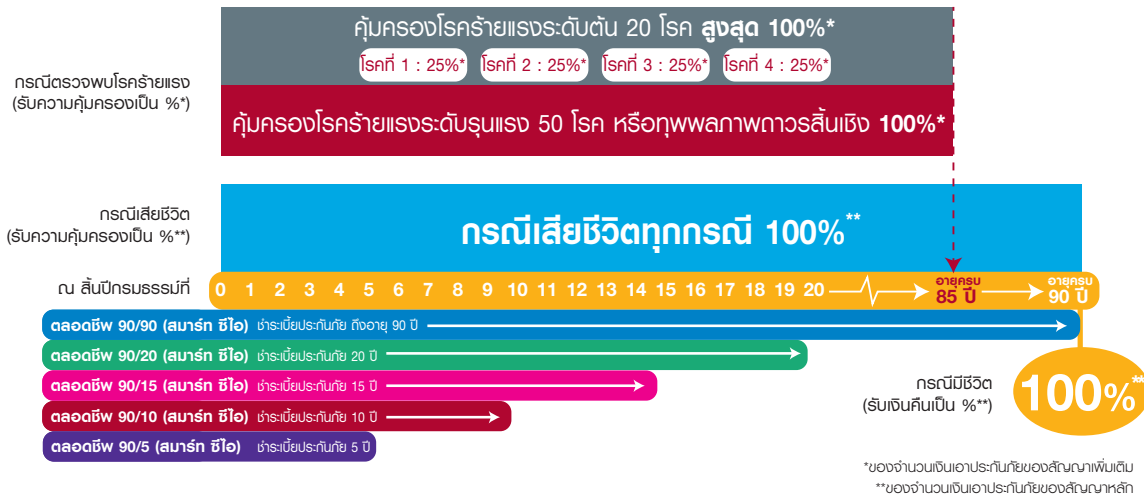 คุ้มครองโรคร้ายแรงระดับต้น 20 โรค สูงสุด 100%*
โรคที่ 1 : 25%* โรคที่ 2 : 25%* โรคที่ 3 : 25%* โรคที่ 4 : 25%*
กรณีตรวจพบโรคร้ายแรง
(รับความคุ้มครองเป็น %*)
คุ้มครองโรคร้ายแรงระดับรุนแรง 50 โรค หรือทุพพลภาพถาวรสิ้นเชิง 100%*
กรณีเสียชีวิต
(รับความคุ้มครองเป็น %**)
กรณีเสียชีวิตทุกกรณี 100%**
ณ สิ้นปีกรมธรรม์ที่ 0 1 2 3 4 5 6 7 8 9 10 11 12 13 14 15 16 17 18 19 20
อายุครบ
85 ปี
อายุครบ
90 ปี
ตลอดชีพ 90/90 (สมาร์ท ซีไอ) ชำระเบี้ยประกันภัย ถึงอายุ 90 ปี
ตลอดชีพ 90/20 (สมาร์ท ซีไอ) ชำระเบี้ยประกันภัย 20 ปี
ตลอดชีพ 90/15 (สมาร์ท ซีไอ) ชำระเบี้ยประกันภัย 15 ปี
ตลอดชีพ 90/10 (สมาร์ท ซีไอ) ชำระเบี้ยประกันภัย 10 ปี
ตลอดชีพ 90/5 (สมาร์ท ซีไอ) ชำระเบี้ยประกันภัย 5 ปี
กรณีมีชีวิต
(รับเงินคืนเป็น %**)
100%**
*ของจำนวนเงินเอาประกันภัยของสัญญาเพิ่มเติม
**ของจำนวนเงินเอาประกันภัยของสัญญาหลัก